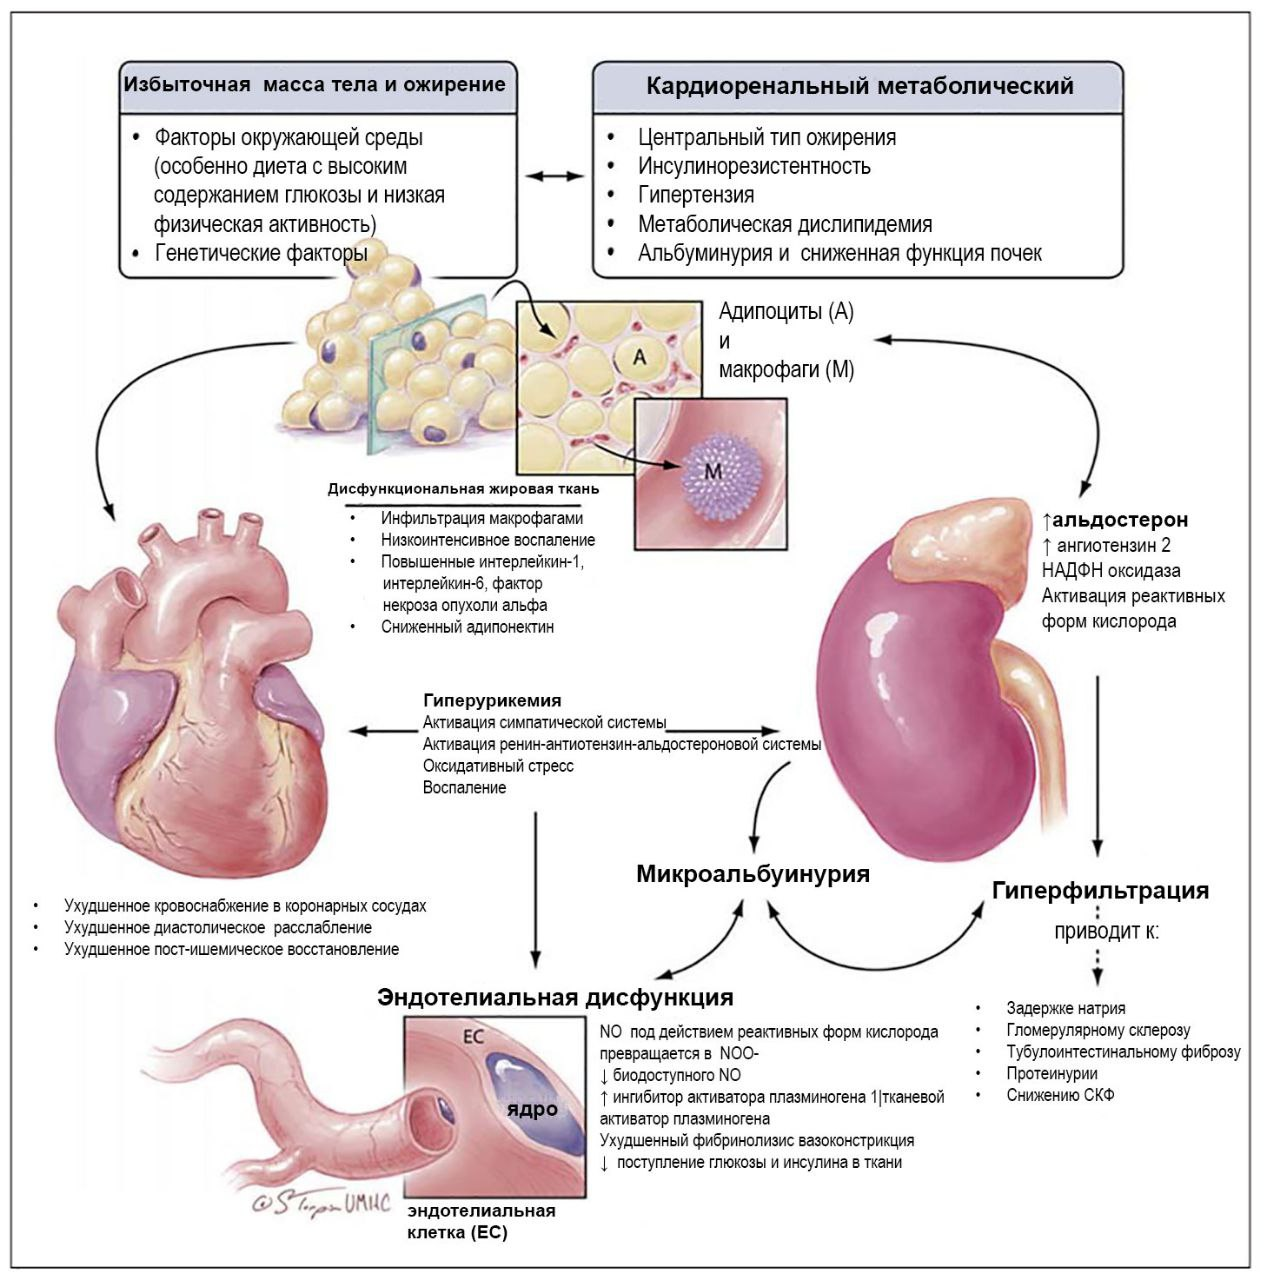 Избыточная масса тела и ожирение
• Факторы окружающей среды
(особенно диета с высоким
содержанием глюкозы и низкая
физическая активность)
• Генетические факторы
Кардиоренальный метаболический
• Центральный тип ожирения
• Инсулинорезистентность
• Гипертензия
• Метаболическая дислипидемия
• Альбуминурия и сниженная функция почек
Адипоциты (А)
и
макрофаги (М)
A
M
Дисфункциональная жировая ткань
• Инфильтрация макрофагами
• Низкоинтенсивное воспаление
• Повышенные интерлейкин-1,
интерлейкин-6, фактор
некроза опухоли альфа
• Сниженный адипонектин
↑альдостерон
↑ ангиотензин 2
НАДФН оксидаза
Активация реактивных
форм кислорода
Гиперурикемия
Активация симпатической системы
Активация ренин-антиотензин-альдостероновой системы
Оксидативный стресс
Воспаление
• Ухудшенное кровоснабжение в коронарных сосудах
• Ухудшенное диастолическое расслабление
• Ухудшенное пост-ишемическое восстановление
Микроальбуинурия
Гиперфильтрация
приводит к:
• Задержке натрия
• Гломерулярному склерозу
• Тубулоинтестинальному фиброзу
• Протеинурии
• Снижению СКФ
Эндотелиальная дисфункция
EC
ядро
NO под действием реактивных форм кислорода
превращается в NOO-
↓ биодоступного NO
↑ ингибитор активатора плазминогена 1|тканевой
активатор плазминогена
Ухудшенный фибринолизис вазоконстрикция
↓ поступление глюкозы и инсулина в ткани
эндотелиальная
клетка (ЕС)